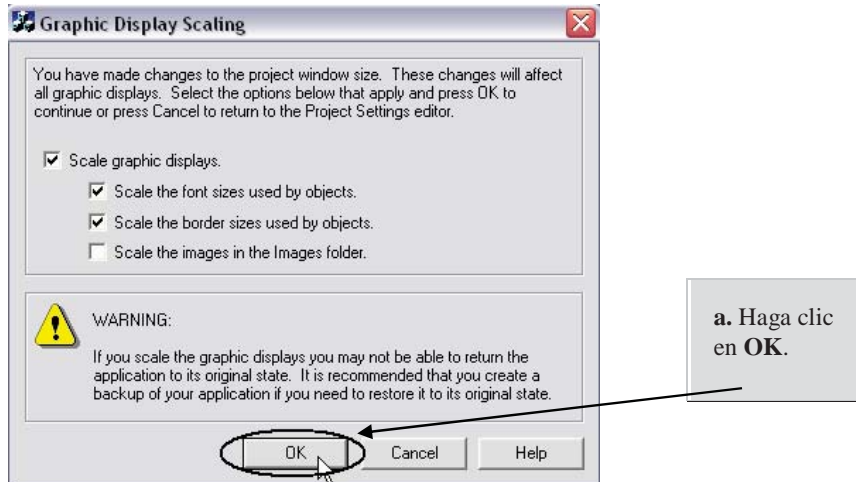 Graphic Display Scaling
You have made changes to the project window size. These changes will affect
all graphic displays. Select the options below that apply and press OK to
continue or press Cancel to return to the Project Settings editor.
Scale graphic displays.
Scale the font sizes used by objects.
Scale the border sizes used by objects.
Scale the images in the Images folder.
WARNING:
If you scale the graphic displays you may not be able to return the
application to its original state. It is recommended that you create a
backup of your application if you need to restore it to its original state.
OK
Cancel
Help
a. Haga clic
en OK.